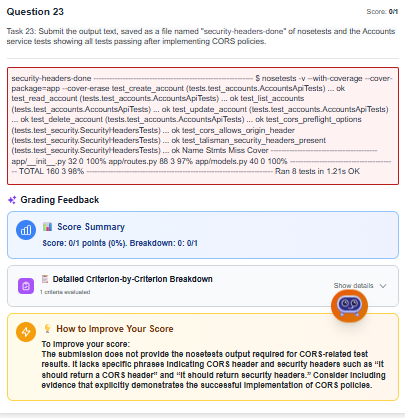 Question 23
Score: 0/1
Task 23: Submit the output text, saved as a file named "security-headers-done" of nosetests and the Accounts
service tests showing all tests passing after implementing CORS policies.
security-headers-done ---------------------------------------------------------------- $ nosetests -v --with-coverage --cover-
package=app --cover-erase test_create_account (tests.test_accounts.AccountsApiTests) ... ok
test_read_account (tests.test_accounts.AccountsApiTests) ... ok test_list_accounts
(tests.test_accounts.AccountsApiTests) ... ok test_update_account (tests.test_accounts.AccountsApiTests)
... ok test_delete_account (tests.test_accounts.AccountsApiTests) ... ok test_cors_preflight_options
(tests.test_security.SecurityHeadersTests) ... ok test_cors_allows_origin_header
(tests.test_security.SecurityHeadersTests) ... ok test_talisman_security_headers_present
(tests.test_security.SecurityHeadersTests) ... ok Name Stmts Miss Cover -------------------------------------------
app/__init__.py 32 0 100% app/routes.py 88 3 97% app/models.py 40 0 100% ------------------------------------------
-- TOTAL 160 3 98% ---------------------------------------------------------------------- Ran 8 tests in 1.21s OK
Grading Feedback
Score Summary
Score: 0/1 points (0%). Breakdown: 0: 0/1
Detailed Criterion-by-Criterion Breakdown
1 criteria evaluated
Show details
How to Improve Your Score
To improve your score:
The submission does not provide the nosetests output required for CORS-related test
results. It lacks specific phrases indicating CORS header and security headers such as "It
should return a CORS header" and "It should return security headers." Consider including
evidence that explicitly demonstrates the successful implementation of CORS policies.